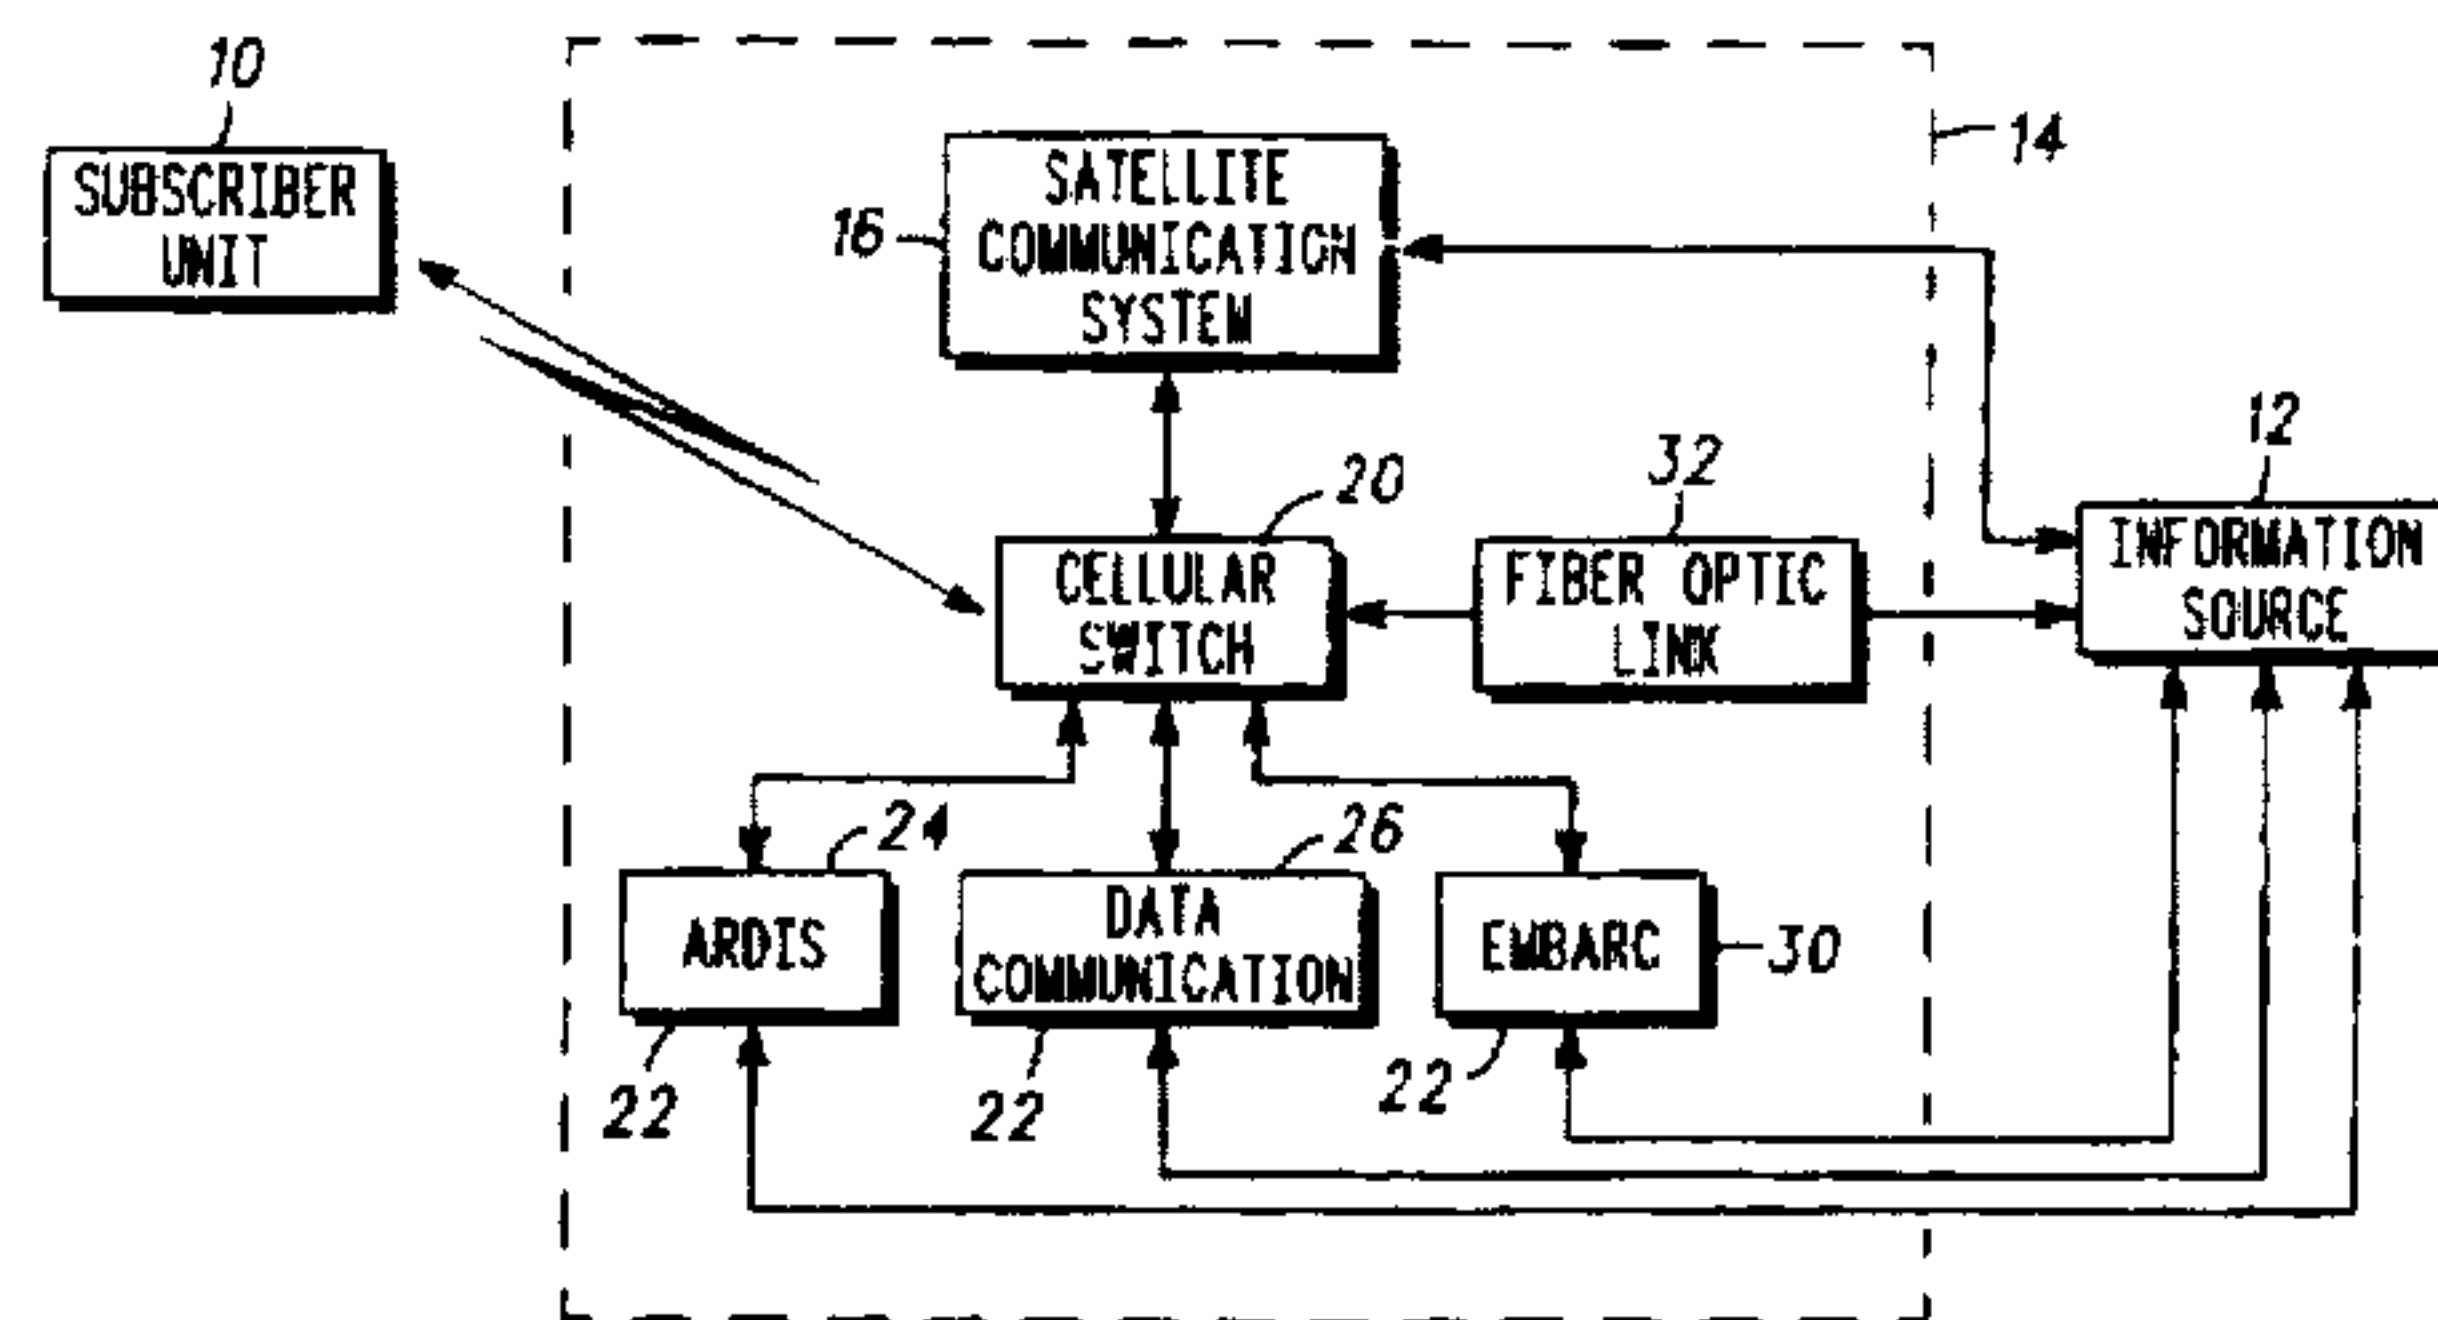 10
SUBSCRIBER
UNIT
14
16
SATELLITE
COMMUNICATION
SYSTEM
12
INFORMATION
SOURCE
20
CELLULAR
SWITCH
32
FIBER OPTIC
LINK
24
ARDIS
22
26
DATA
COMMUNICATION
22
EMBARC
30
22